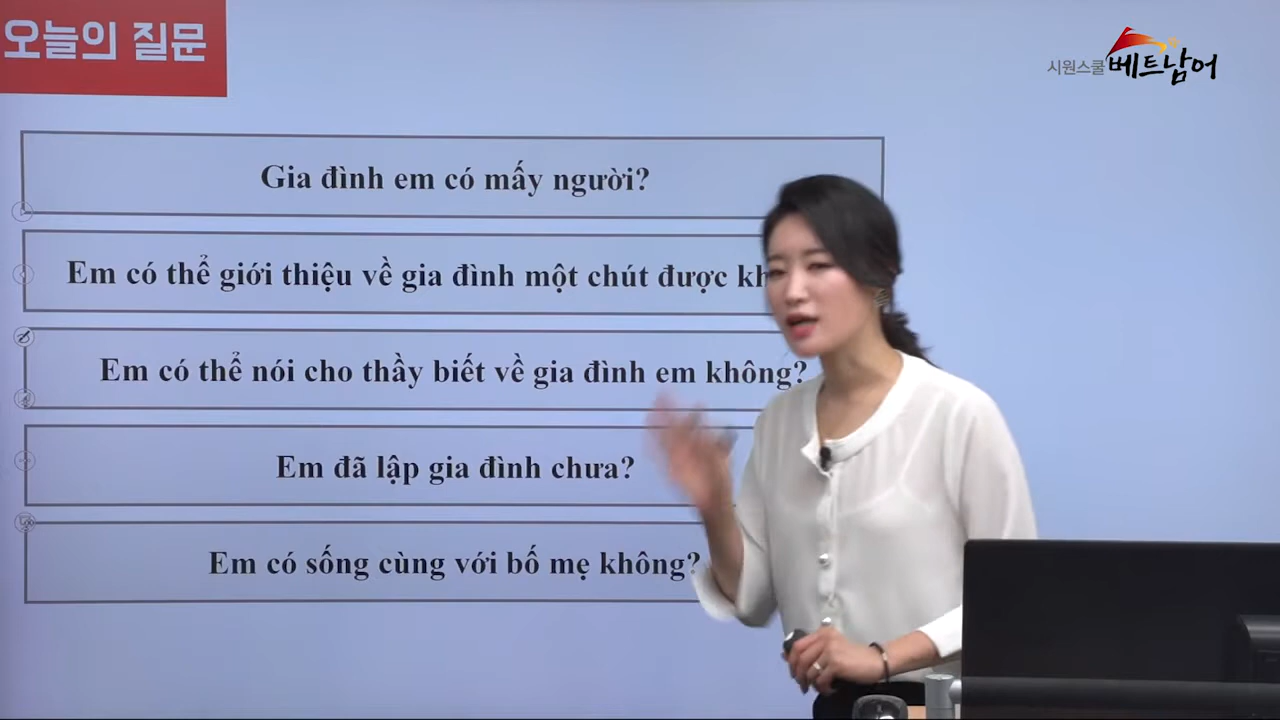 오늘의 질문
시원스쿨 베트남어
Gia đình em có mấy người?
Em có thể giới thiệu về gia đình một chút được
Em có thể nói cho thầy biết về gia đình em không?
Em đã lập gia đình chưa?
Em có sống cùng với bố mẹ không?